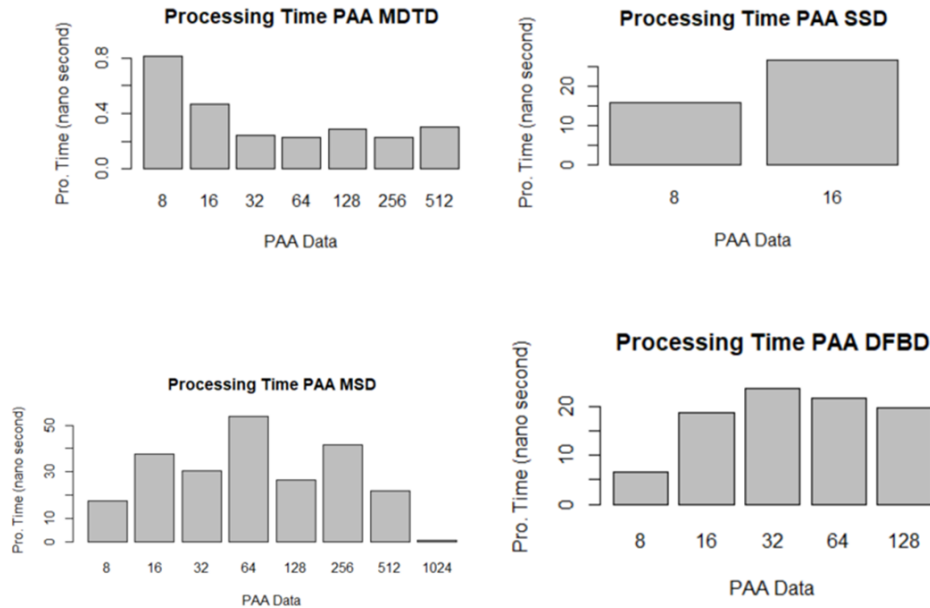 Processing Time PAA MDTD
Pro. Time (nano second)
0.8
0.4
0.0
8 16 32 64 128 256 512
PAA Data
Processing Time PAA SSD
Pro. Time (nano second)
20
10
0
8 16
PAA Data
Processing Time PAA MSD
Pro. Time (nano second)
50
30
10
0
8 16 32 64 128 256 512 1024
PAA Data
Processing Time PAA DFBD
Pro. Time (nano second)
20
10
0
8 16 32 64 128
PAA Data